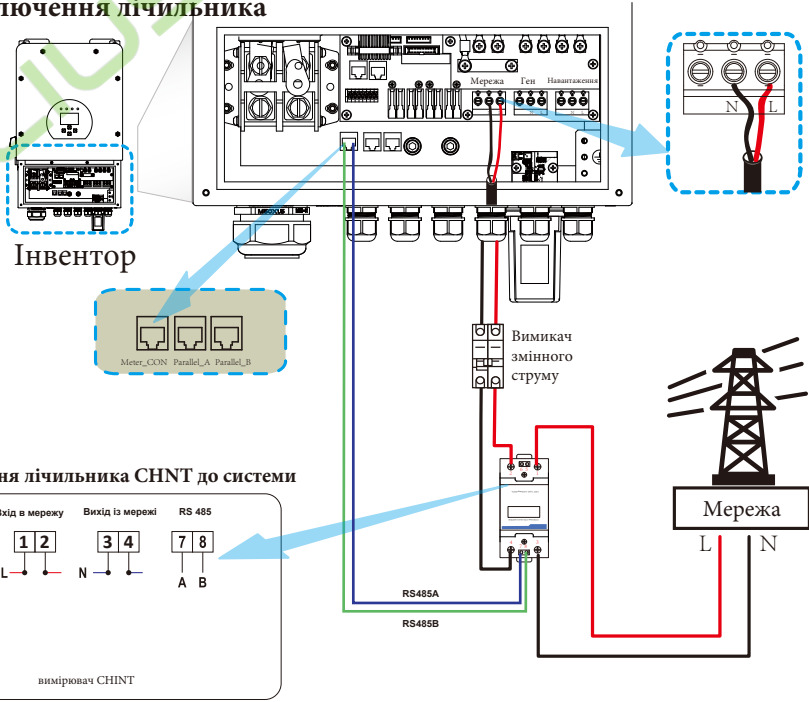 лючення лічильника
Мережа Ген Навантаження
N L
Інвентор
Meter_CON Parallel_A Parallel_B
Вимикач
змінного
струму
ня лічильника CHNT до системи
Вхід в мережу Вихід із мережі RS 485
1 2 3 4 7 8
L N
A B
вимірювач CHINT
RS485A
RS485B
Мережа
L N